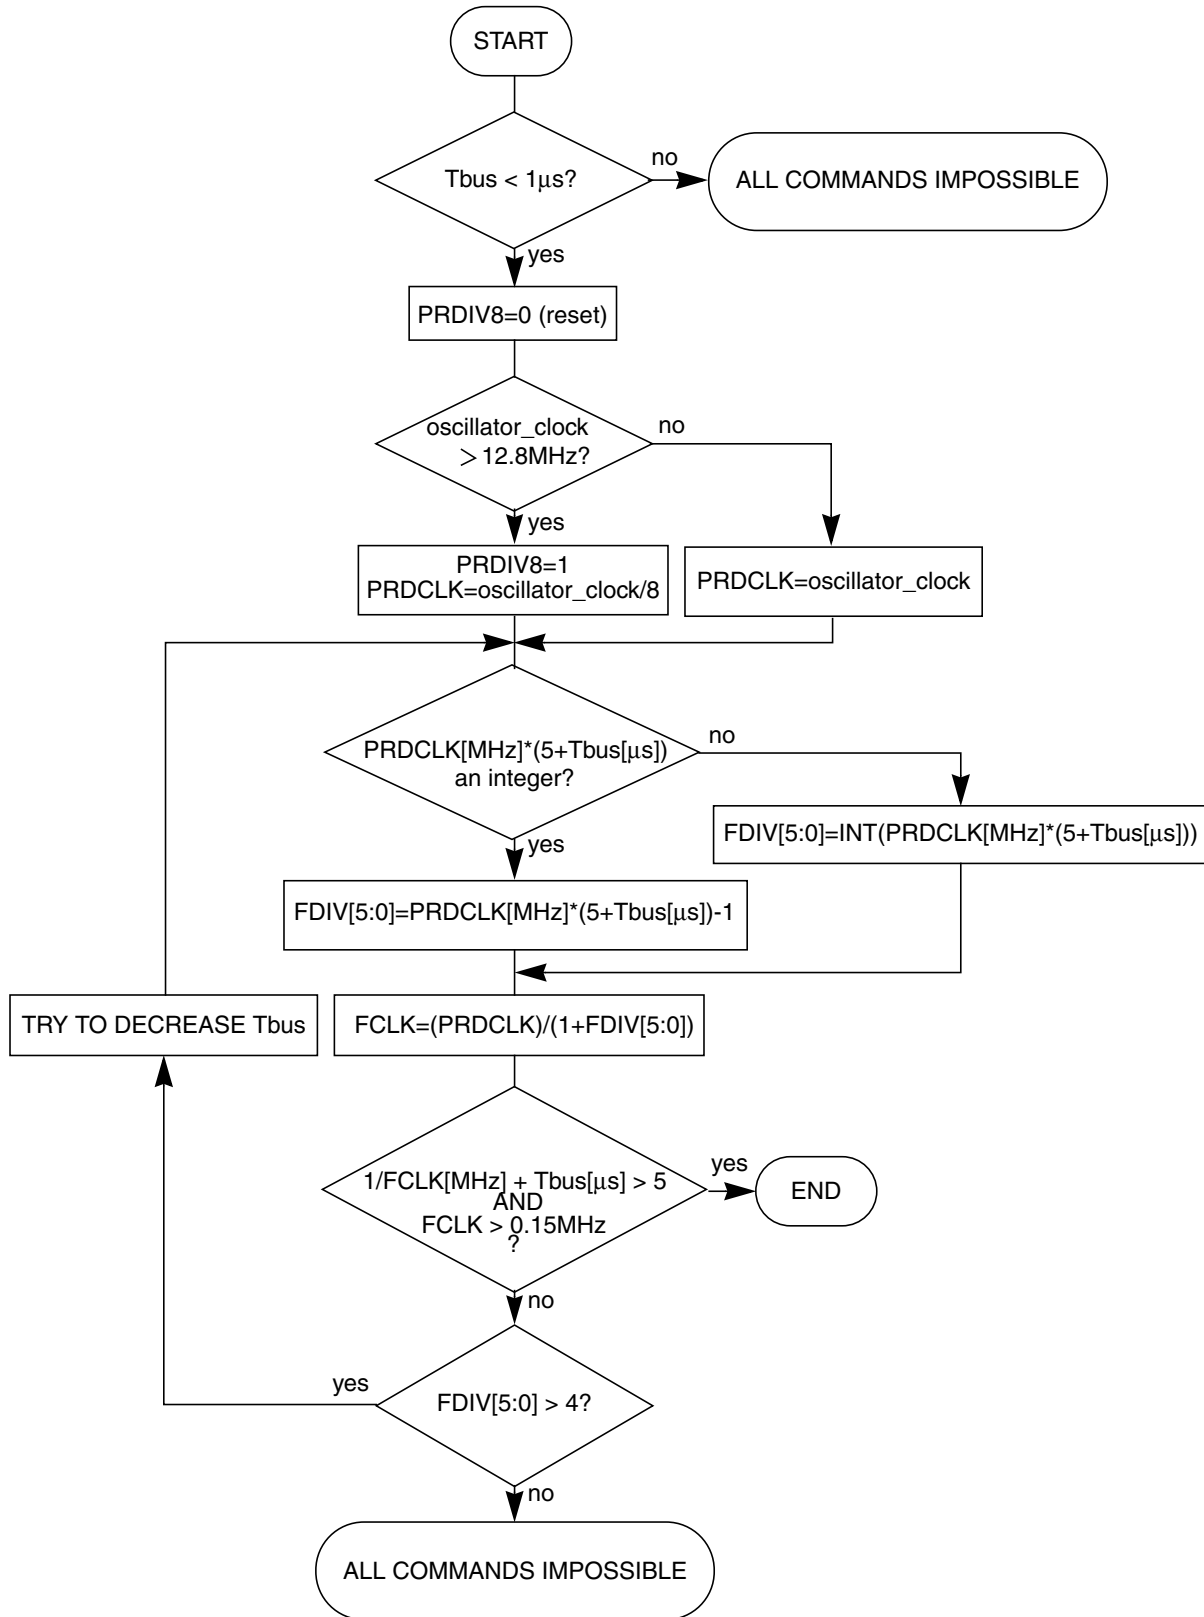 START
Tbus < 1μs?
no
ALL COMMANDS IMPOSSIBLE
yes
PRDIV8=0 (reset)
oscillator_clock
> 12.8MHz?
no
yes
PRDIV8=1
PRDCLK=oscillator_clock/8
PRDCLK=oscillator_clock
PRDCLK[MHz]*(5+Tbus[μs])
an integer?
no
yes
FDIV[5:0]=INT(PRDCLK[MHz]*(5+Tbus[μs]))
FDIV[5:0]=PRDCLK[MHz]*(5+Tbus[μs])-1
TRY TO DECREASE Tbus
FCLK=(PRDCLK)/(1+FDIV[5:0])
1/FCLK[MHz] + Tbus[μs] > 5
AND
FCLK > 0.15MHz
?
yes
END
no
yes
FDIV[5:0] > 4?
no
ALL COMMANDS IMPOSSIBLE